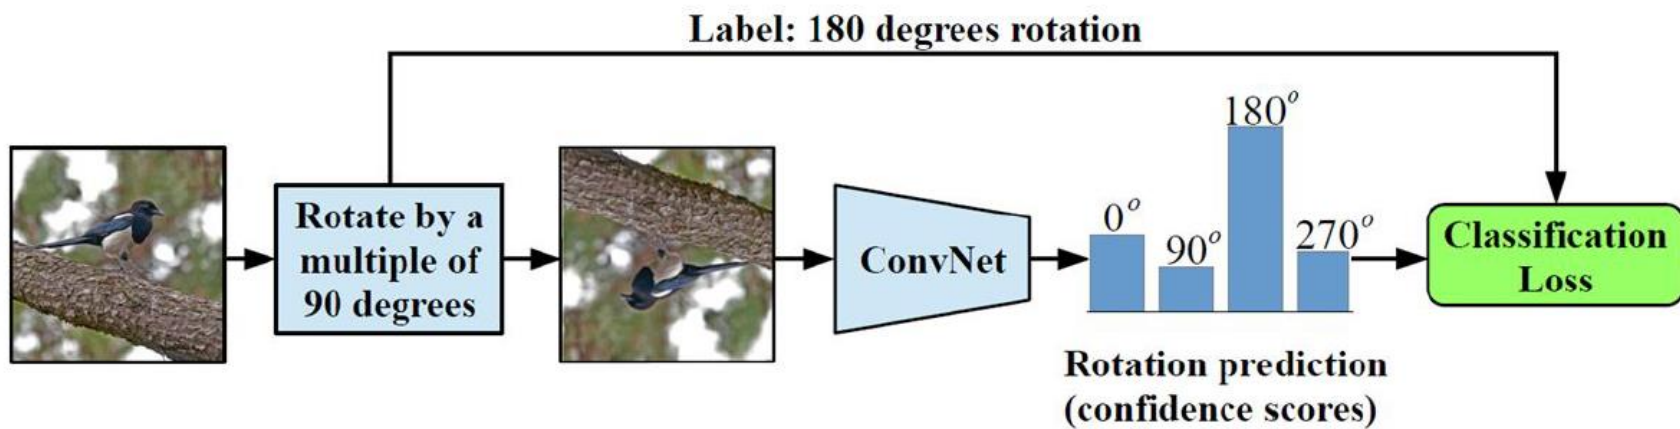 Label: 180 degrees rotation
Rotate by a
multiple of
90 degrees
ConvNet
0°
90°
180°
270°
Rotation prediction
(confidence scores)
Classification
Loss